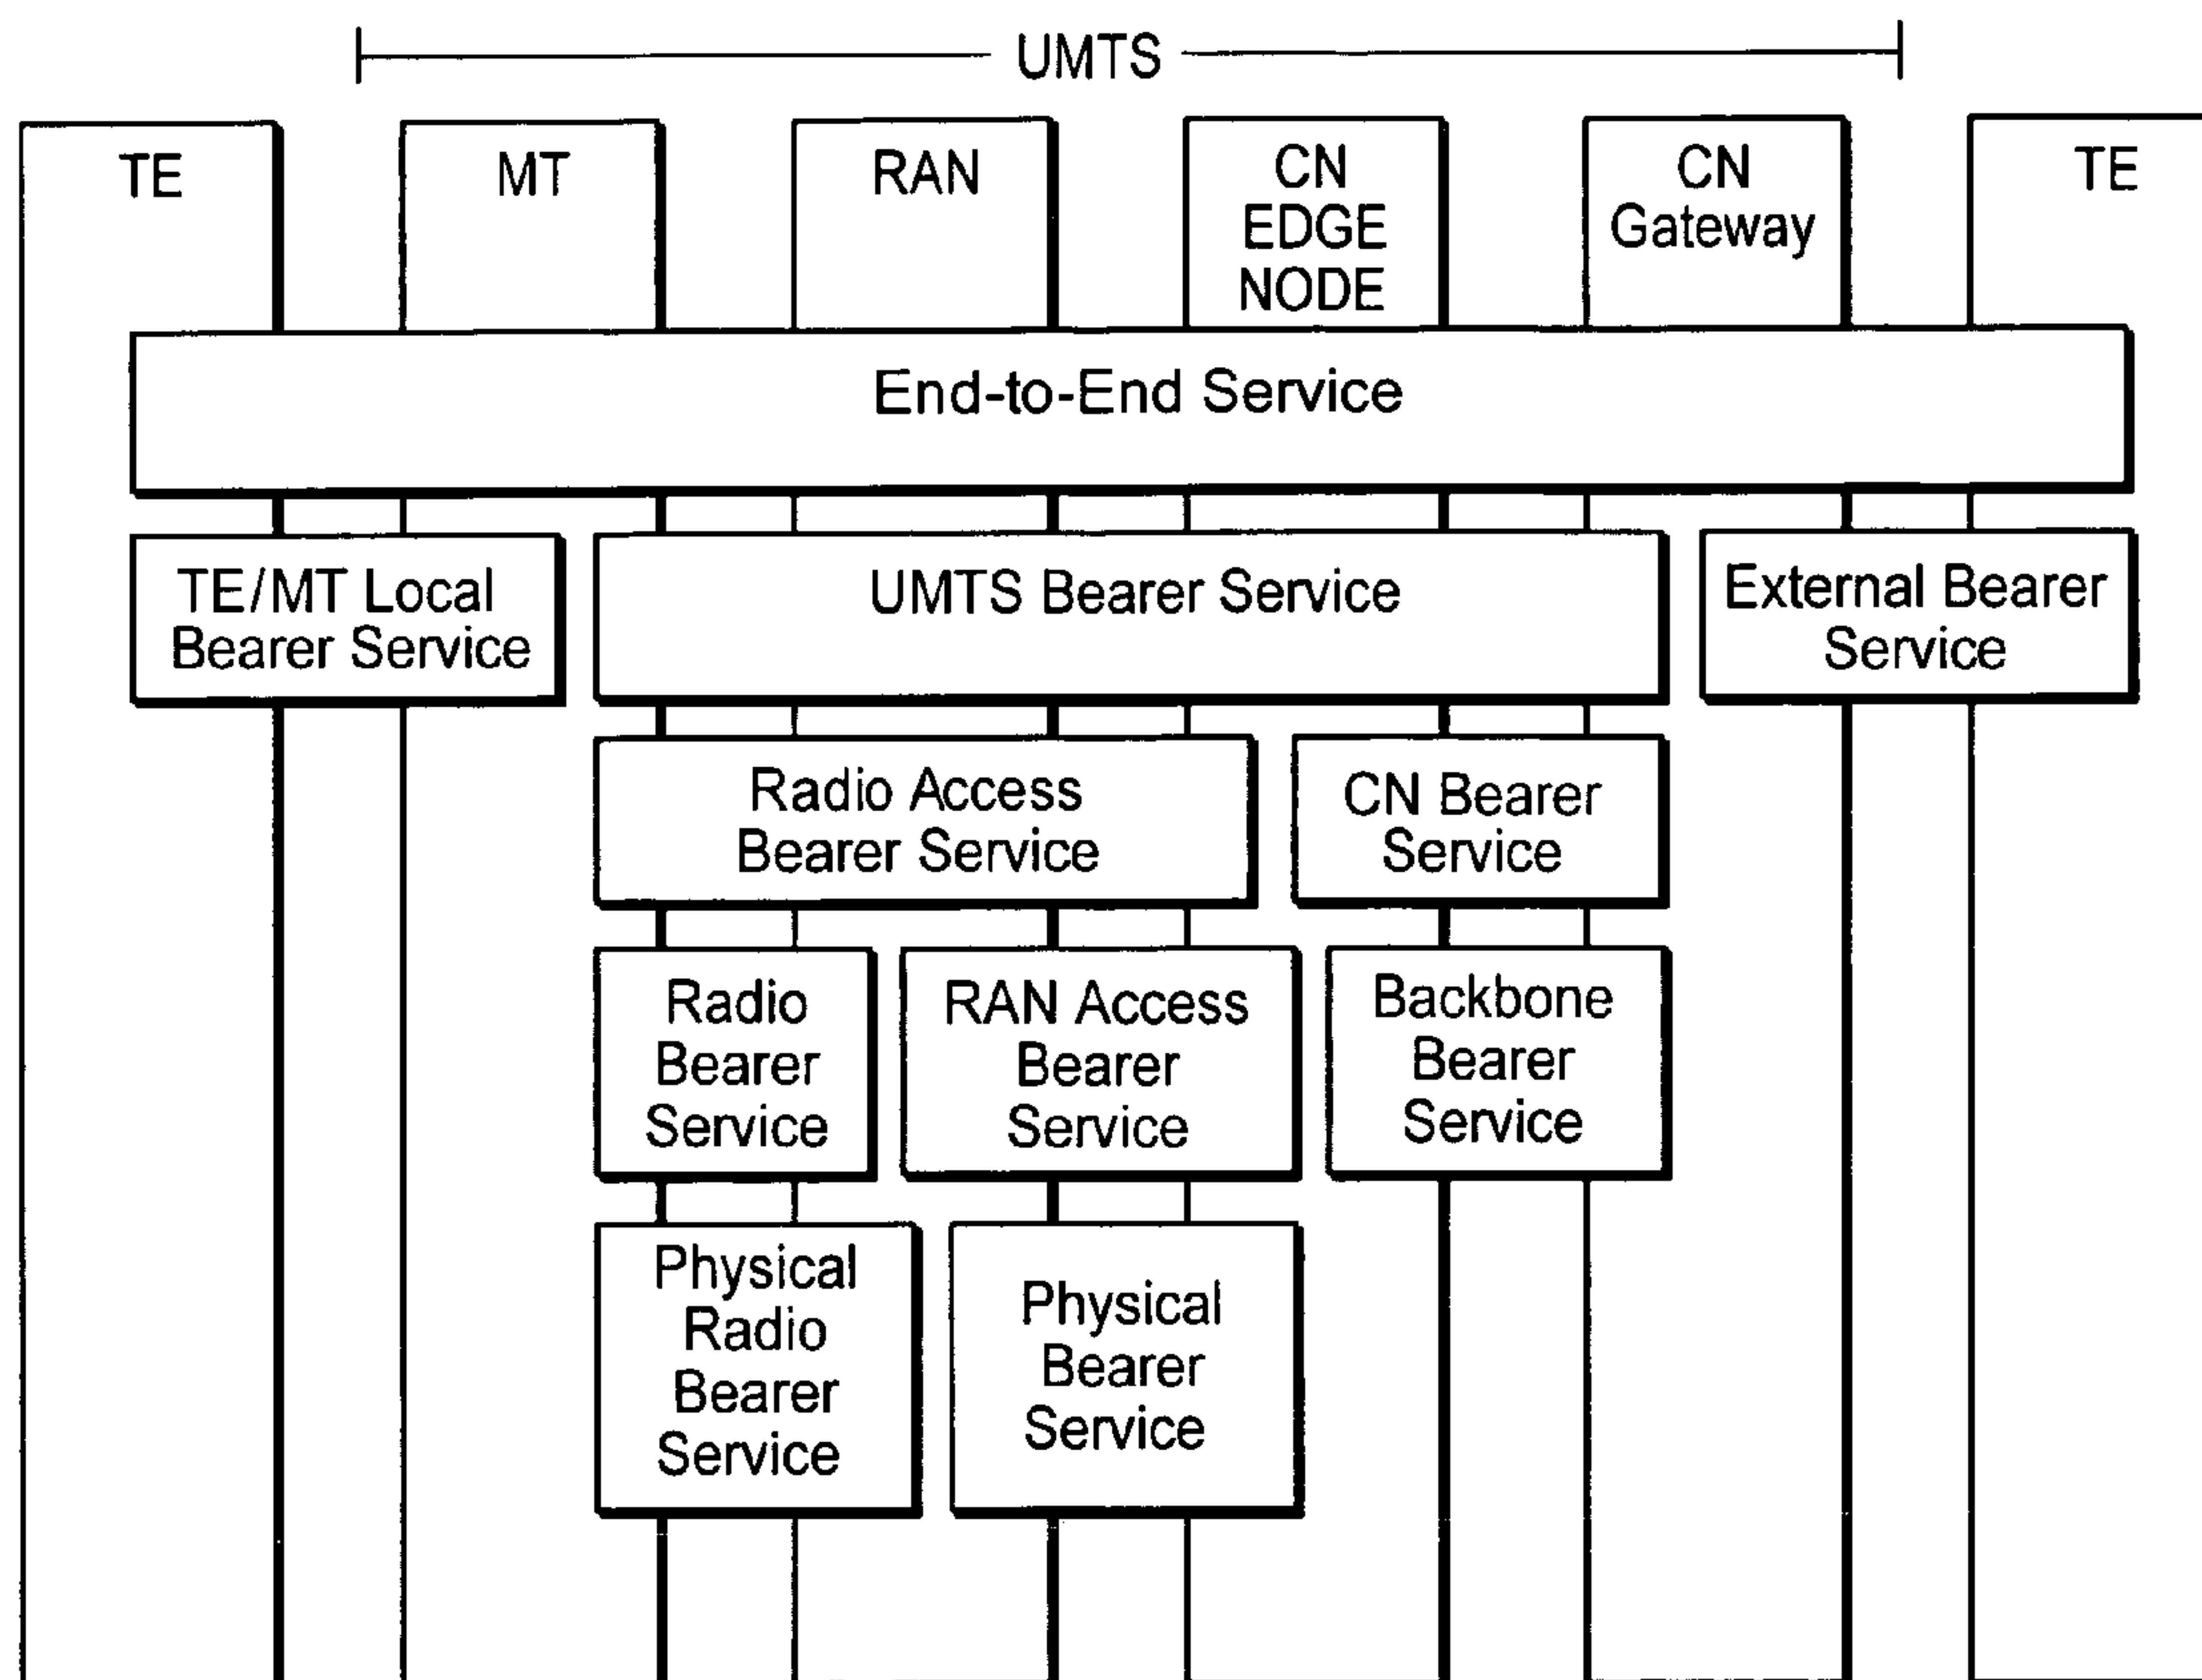 UMTS
TE
MT
RAN
CN
EDGE
NODE
CN
Gateway
TE
End-to-End Service
TE/MT Local
Bearer Service
UMTS Bearer Service
External Bearer
Service
Radio Access
Bearer Service
CN Bearer
Service
Radio
Bearer
Service
RAN Access
Bearer
Service
Backbone
Bearer
Service
Physical
Radio
Bearer
Service
Physical
Bearer
Service